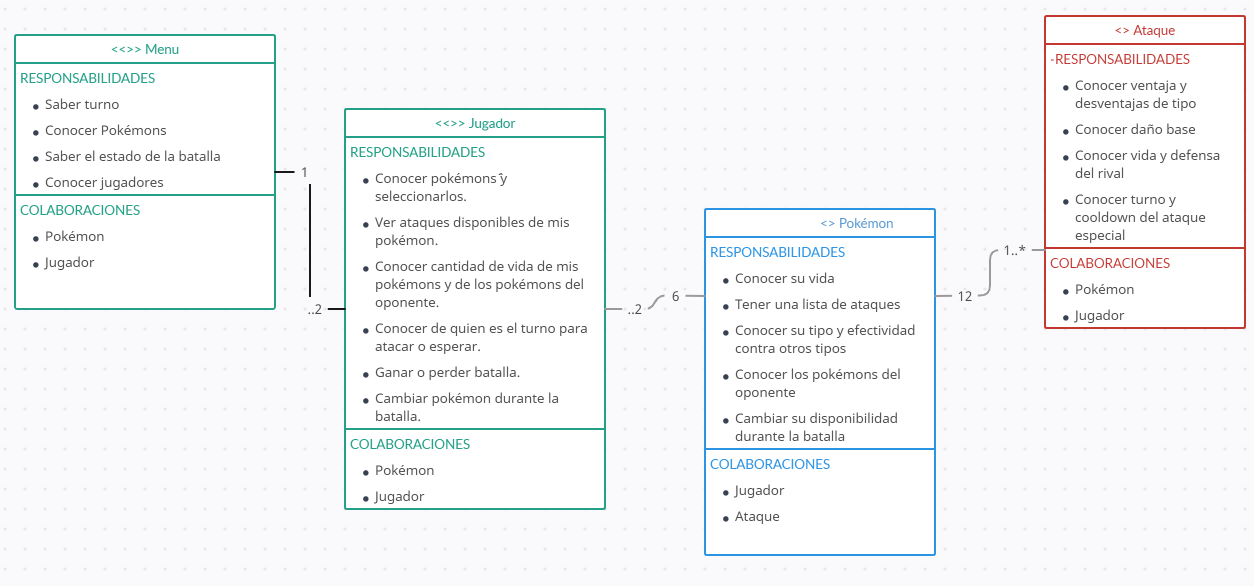 <<>> Menu
RESPONSABILIDADES
Saber turno
Conocer Pokémons
Saber el estado de la batalla
Conocer jugadores
COLABORACIONES
Pokémon
Jugador
1
..2
<<>> Jugador
RESPONSABILIDADES
Conocer pokémons y
seleccionarlos.
Ver ataques disponibles de mis
pokémon.
Conocer cantidad de vida de mis
pokémons y de los pokémons del
oponente.
Conocer de quien es el turno para
atacar o esperar.
Ganar o perder batalla.
Cambiar pokémon durante la
batalla.
COLABORACIONES
Pokémon
Jugador
..2
6
<> Pokémon
RESPONSABILIDADES
Conocer su vida
Tener una lista de ataques
Conocer su tipo y efectividad
contra otros tipos
Conocer los pokémons del
oponente
Cambiar su disponibilidad
durante la batalla
COLABORACIONES
Jugador
Ataque
12
1..*
<> Ataque
-RESPONSABILIDADES
Conocer ventaja y
desventajas de tipo
Conocer daño base
Conocer vida y defensa
del rival
Conocer turno y
cooldown del ataque
especial
COLABORACIONES
Pokémon
Jugador